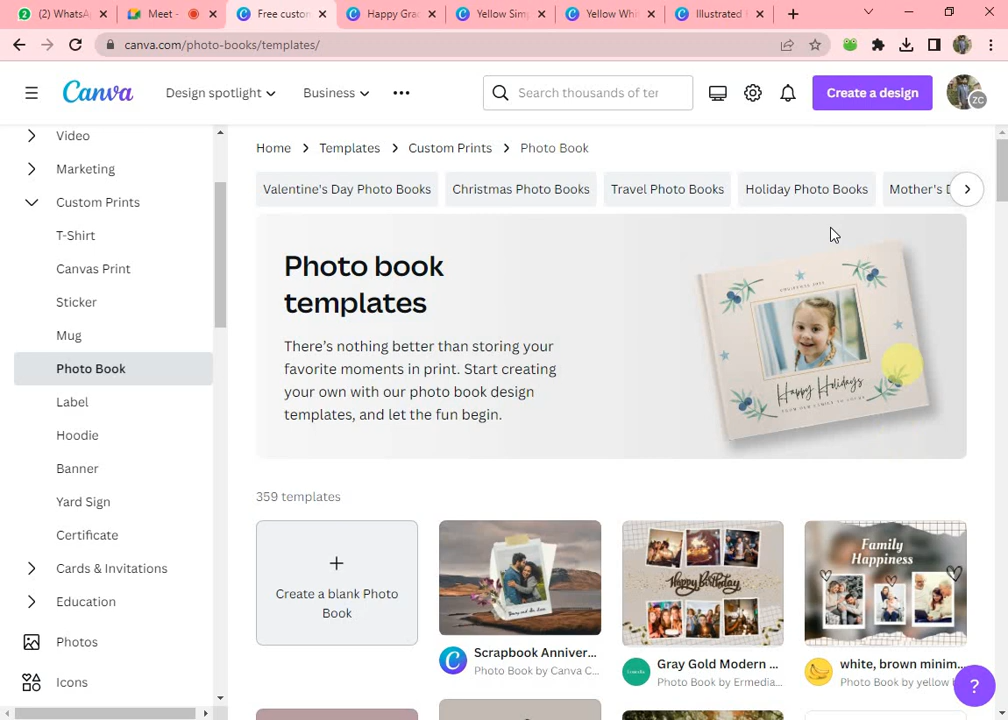 (2) WhatsA
Meet -
Free custon
Happy Gra
Yellow Sim
Yellow Whi
Illustrated
canva.com/photo-books/templates/
Canva
Design spotlight
Business
Search thousands of ter
Create a design
ZC
Video
Marketing
Custom Prints
T-Shirt
Canvas Print
Sticker
Mug
Photo Book
Label
Hoodie
Banner
Yard Sign
Certificate
Cards & Invitations
Education
Photos
Icons
Home > Templates > Custom Prints > Photo Book
Valentine's Day Photo Books
Christmas Photo Books
Travel Photo Books
Holiday Photo Books
Mother's D
Photo book
templates
There's nothing better than storing your
favorite moments in print. Start creating
your own with our photo book design
templates, and let the fun begin.
Happy Holidays
359 templates
+
Create a blank Photo
Book
Happy Birthday
Family
Happiness
Scrapbook Anniver...
Photo Book by Canva C...
Gray Gold Modern ...
Photo Book by Ermedia...
white, brown minim...
Photo Book by yellow b
?